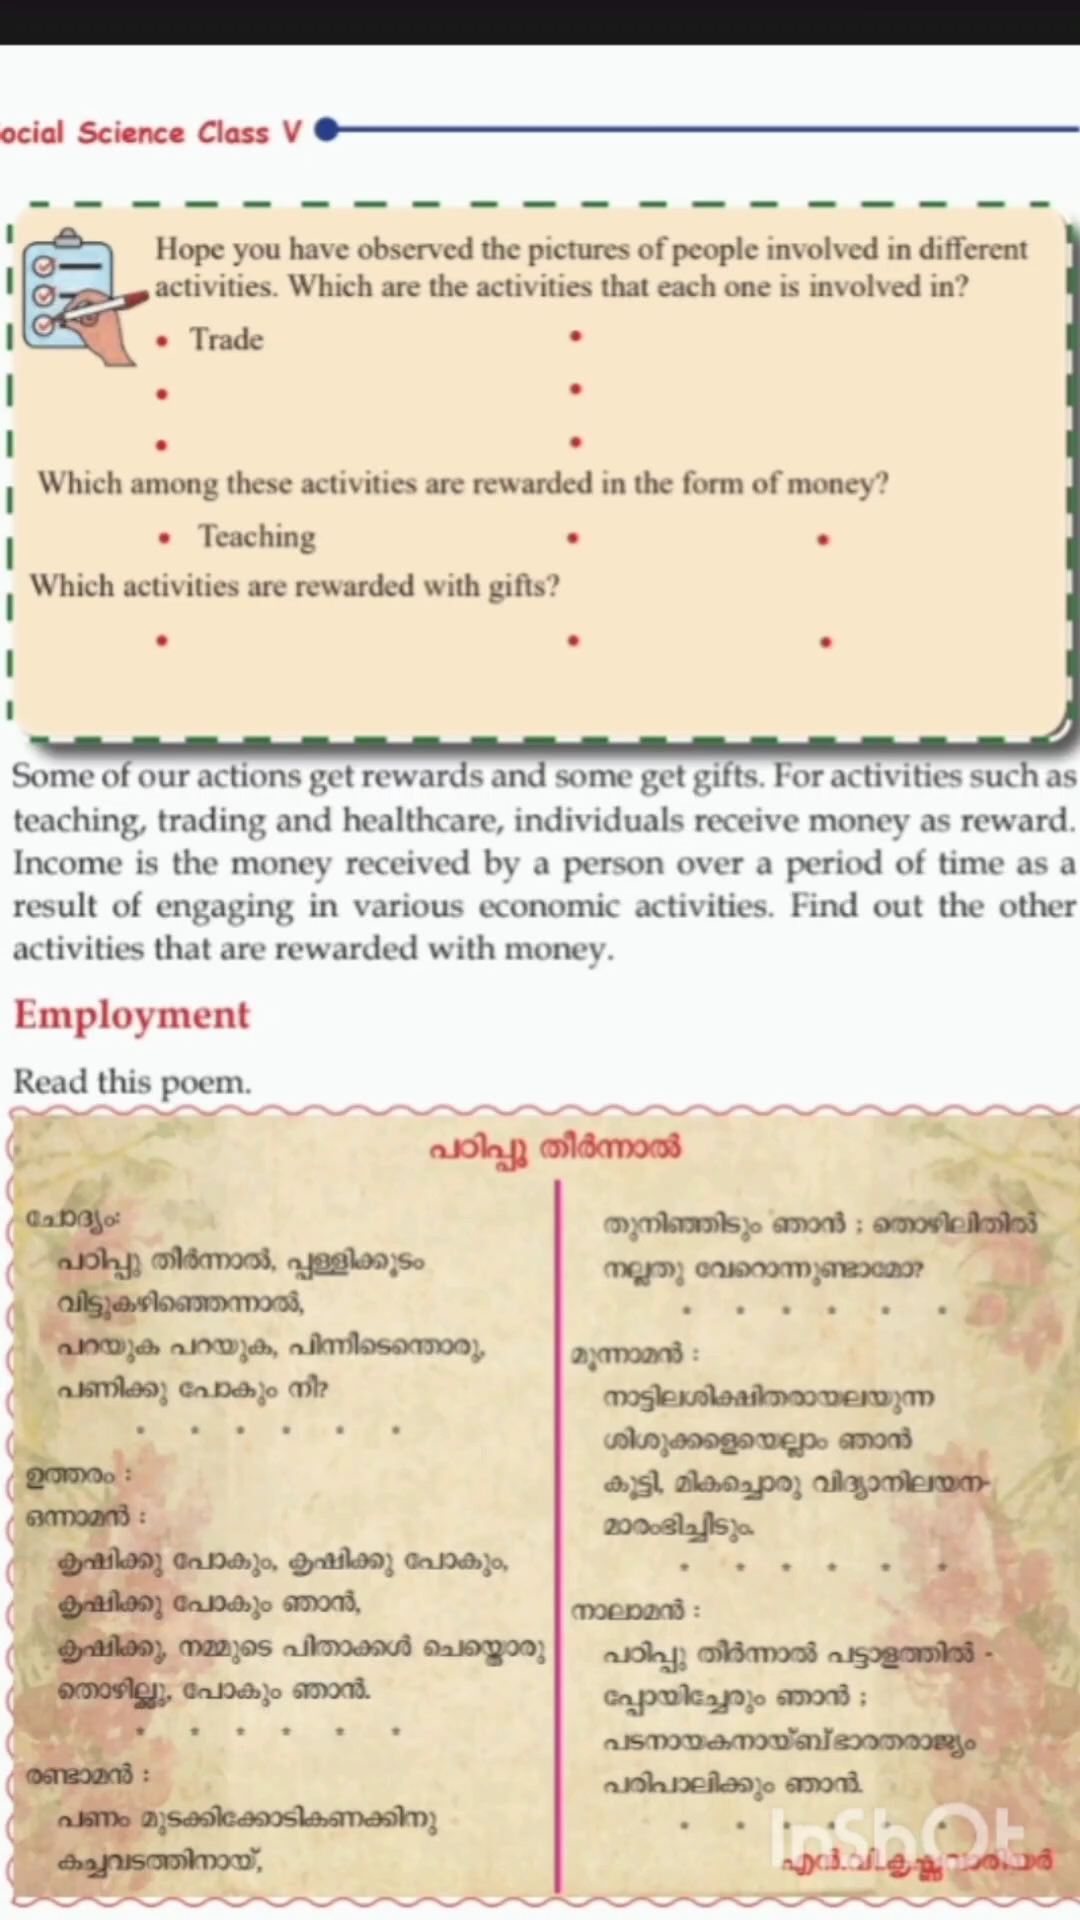 ocial Science Class V
Hope you have observed the pictures of people involved in different
activities. Which are the activities that each one is involved in?
• Trade •
• •
• •
Which among these activities are rewarded in the form of money?
• Teaching • •
Which activities are rewarded with gifts?
• • •
Some of our actions get rewards and some get gifts. For activities such as
teaching, trading and healthcare, individuals receive money as reward.
Income is the money received by a person over a period of time as a
result of engaging in various economic activities. Find out the other
activities that are rewarded with money.
Employment
Read this poem.
പഠിപ്പു തീർന്നാൽ
ചോദ്യം:
പഠിപ്പു തീർന്നാൽ, പ്പള്ളിക്കൂടം
വിട്ടുകഴിഞ്ഞെന്നാൽ,
പറയുക പറയുക, പിന്നീടെന്തൊരു,
പണിക്കു പോകും നീ?
* * * * * *
ഉത്തരം :
ഒന്നാമൻ :
കൃഷിക്കു പോകും, കൃഷിക്കു പോകും,
കൃഷിക്കു പോകും ഞാൻ,
കൃഷിക്കു, നമ്മുടെ പിതാക്കൾ ചെയ്തൊരു
തൊഴില്ലു, പോകും ഞാൻ.
* * * * * *
രണ്ടാമൻ :
പണം മുടക്കിക്കോടികണക്കിനു
കച്ചവടത്തിനായ്,
തുനിഞ്ഞിടും ഞാൻ ; തൊഴിലിതിൽ
നല്ലതു വേറൊന്നുണ്ടാമോ?
* * * * * *
മൂന്നാമൻ :
നാട്ടിലശിക്ഷിതരായലയുന്ന
ശിശുക്കളെയെല്ലാം ഞാൻ
കൂട്ടി, മികച്ചൊരു വിദ്യാനിലയന-
മാരംഭിച്ചീടും.
* * * * * *
നാലാമൻ :
പഠിപ്പു തീർന്നാൽ പട്ടാളത്തിൽ -
പ്പോയിച്ചേരും ഞാൻ ;
പടനായകനായ്ബ്ഭാരതരാജ്യം
പരിപാലിക്കും ഞാൻ.
* * * * * *
എൻ.വി.കൃഷ്ണവാരിയർ
InShOt